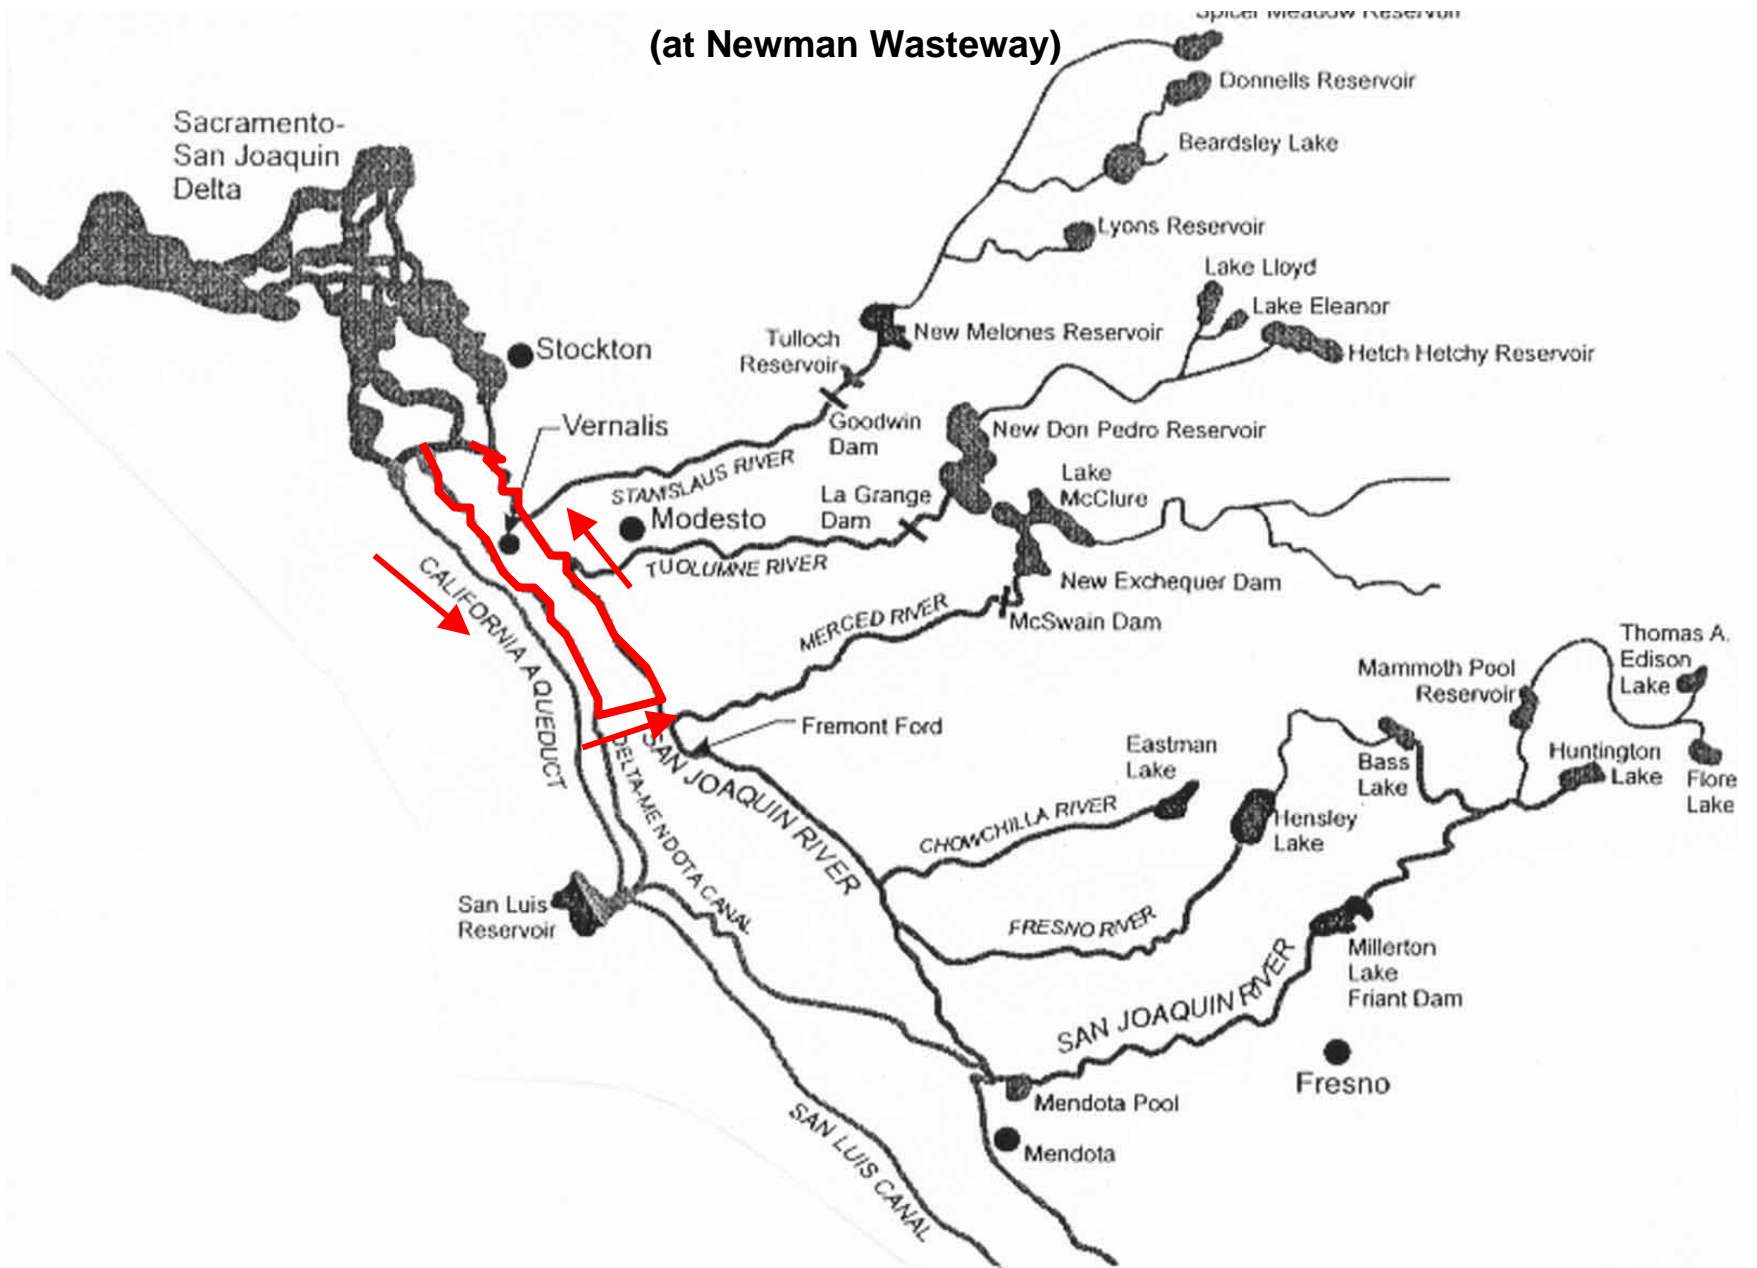 (at Newman Wasteway)
Spicer Meadow Reservoir
Donnells Reservoir
Beardsley Lake
Lyons Reservoir
Lake Lloyd
Lake Eleanor
Hetch Hetchy Reservoir
Sacramento-
San Joaquin
Delta
Stockton
Vernalis
Tulloch
Reservoir
New Melones Reservoir
Goodwin
Dam
STANISLAUS RIVER
New Don Pedro Reservoir
Modesto
La Grange
Dam
Lake
McClure
TUOLUMNE RIVER
New Exchequer Dam
McSwain Dam
MERCED RIVER
CALIFORNIA AQUEDUCT
Fremont Ford
DELTA-MENDOTA CANAL
SAN JOAQUIN RIVER
Thomas A.
Edison
Lake
Mammoth Pool
Reservoir
Eastman
Lake
Bass
Lake
Huntington
Lake
Flore
Lake
CHOWCHILLA RIVER
Hensley
Lake
San Luis
Reservoir
FRESNO RIVER
Millerton
Lake
Friant Dam
SAN JOAQUIN RIVER
Fresno
Mendota Pool
Mendota
SAN LUIS CANAL